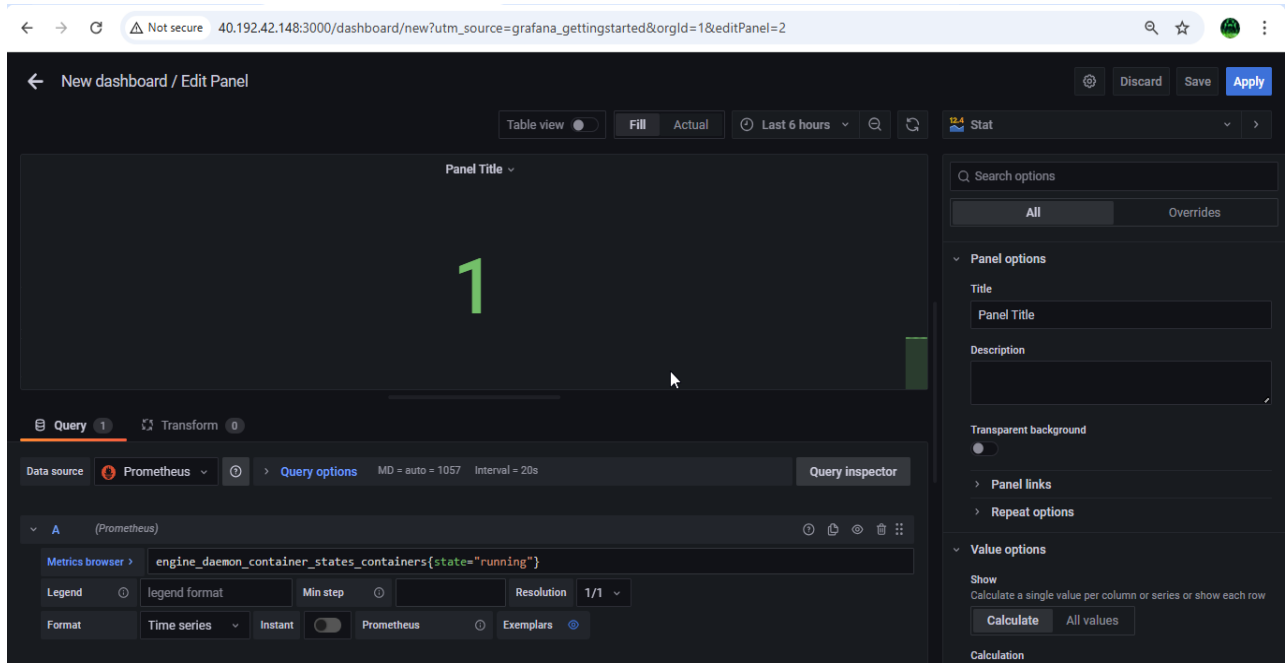 Not secure 40.192.42.148:3000/dashboard/new?utm_source=grafana_gettingstarted&orgId=1&editPanel=2
New dashboard / Edit Panel
Discard Save Apply
Table view Fill Actual Last 6 hours
12.4 Stat
Panel Title
1
Search options
All Overrides
Panel options
Title
Panel Title
Description
Transparent background
Panel links
Repeat options
Value options
Show
Calculate a single value per column or series or show each row
Calculate All values
Calculation
Query 1 Transform 0
Data source Prometheus Query options MD = auto = 1057 Interval = 20s Query inspector
A (Prometheus)
Metrics browser > engine_daemon_container_states_containers{state="running"}
Legend legend format Min step Resolution 1/1
Format Time series Instant Prometheus Exemplars